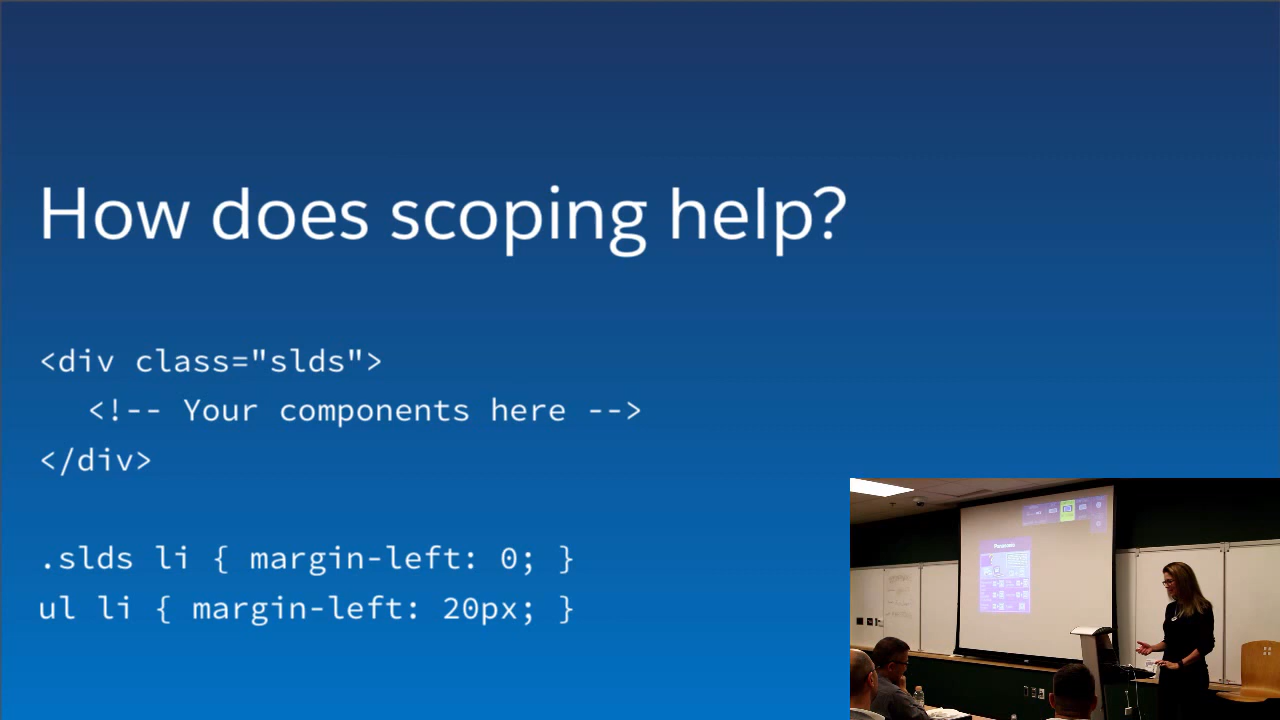 How does scoping help?
<div class="slds">
<!-- Your components here -->
</div>
.slds li { margin-left: 0; }
ul li { margin-left: 20px; }
Panasonic